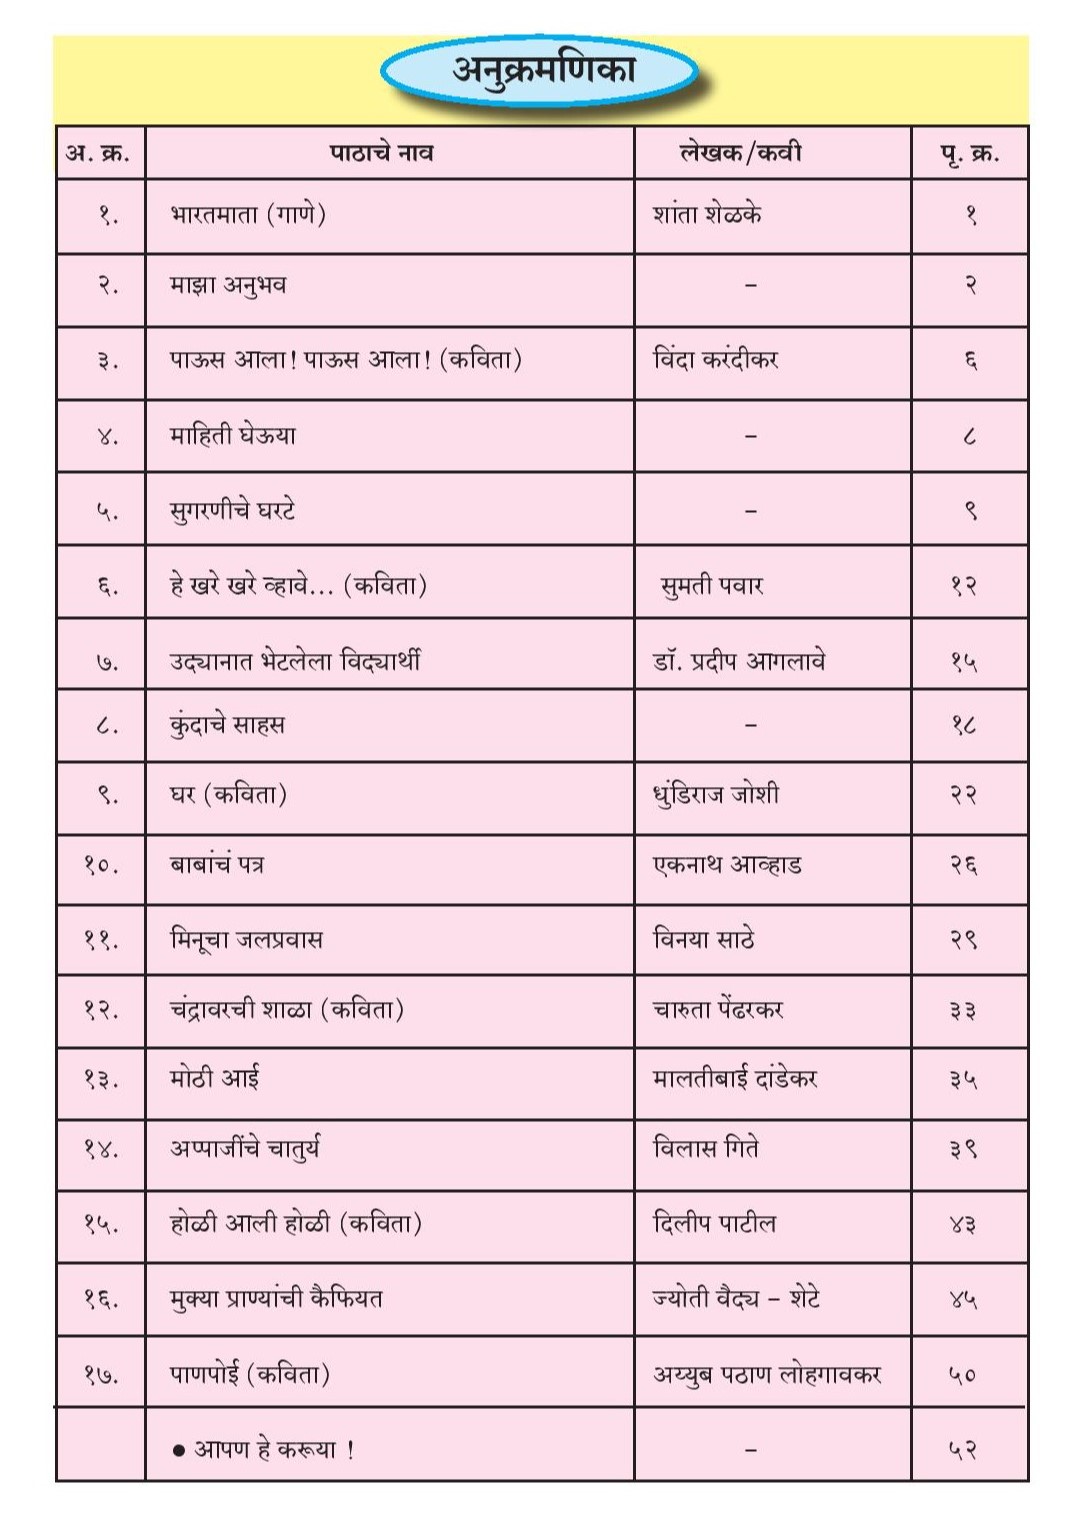 अनुक्रमणिका
अ. क्र. पाठाचे नाव लेखक/कवी पृ. क्र.
१. भारतमाता (गाणे) शांता शेळके १
२. माझा अनुभव – २
३. पाऊस आला! पाऊस आला! (कविता) विंदा करंदीकर ६
४. माहिती घेऊया – ८
५. सुगरणीचे घरटे – ९
६. हे खरे खरे व्हावे... (कविता) सुमती पवार १२
७. उद्यानात भेटलेला विद्यार्थी डॉ. प्रदीप आगलावे १५
८. कुंदाचे साहस – १८
९. घर (कविता) धुंडिराज जोशी २२
१०. बाबांचं पत्र एकनाथ आव्हाड २६
११. मिनूचा जलप्रवास विनया साठे २९
१२. चंद्रावरची शाळा (कविता) चारुता पेंढरकर ३३
१३. मोठी आई मालतीबाई दांडेकर ३५
१४. अप्पाजींचे चातुर्य विलास गिते ३९
१५. होळी आली होळी (कविता) दिलीप पाटील ४३
१६. मुक्या प्राण्यांची कैफियत ज्योती वैद्य – शेटे ४५
१७. पाणपोई (कविता) अय्युब पठाण लोहगावकर ५०
● आपण हे करूया ! – ५२